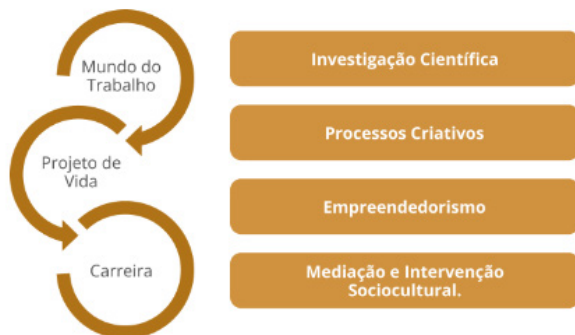 Mundo do
Trabalho
Projeto de
Vida
Carreira
Investigação Científica
Processos Criativos
Empreendedorismo
Mediação e Intervenção
Sociocultural.